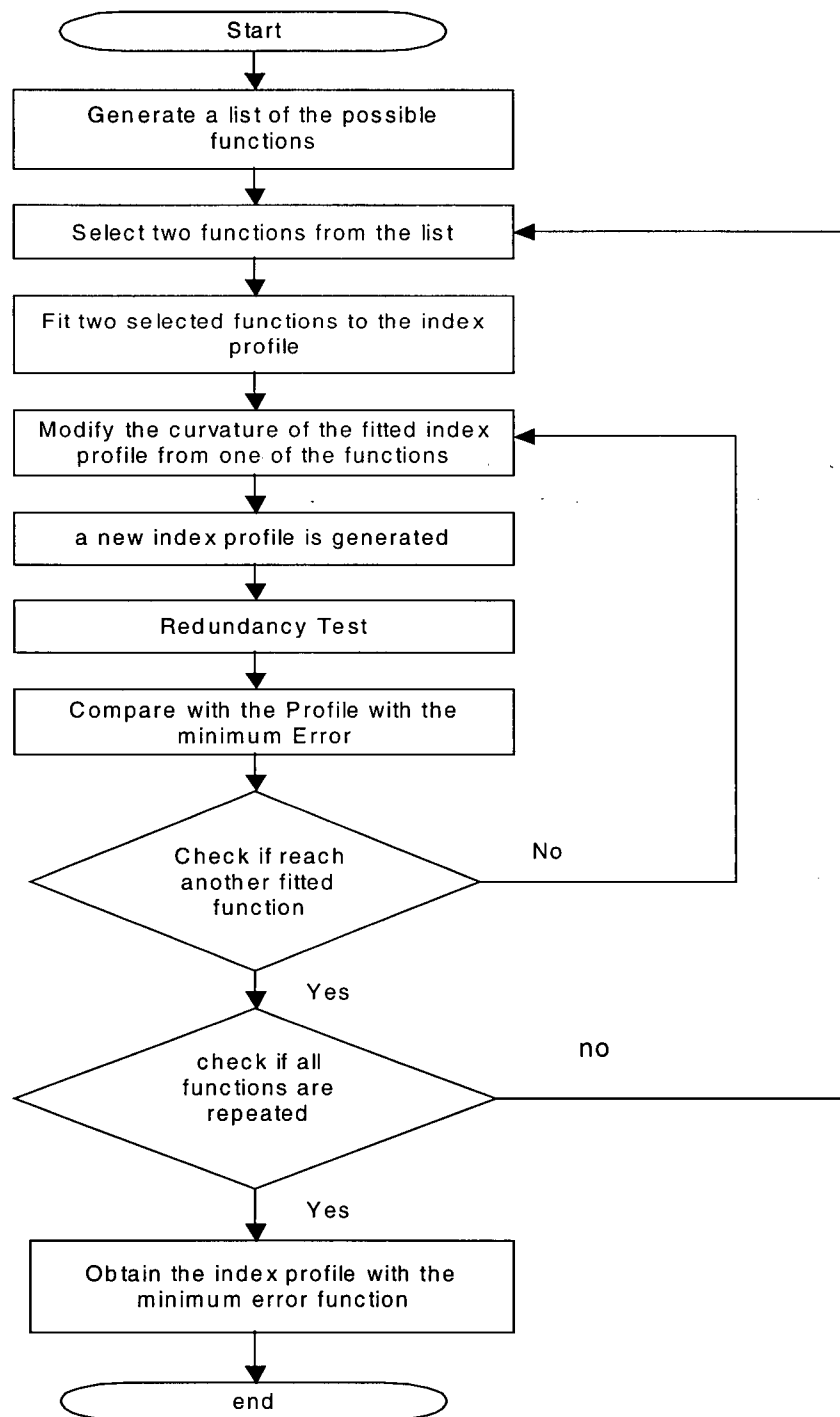 Start
Generate a list of the possible
functions
Select two functions from the list
Fit two selected functions to the index
profile
Modify the curvature of the fitted index
profile from one of the functions
a new index profile is generated
Redundancy Test
Compare with the Profile with the
minimum Error
Check if reach
another fitted
function
No
Yes
check if all
functions are
repeated
no
Yes
Obtain the index profile with the
minimum error function
end